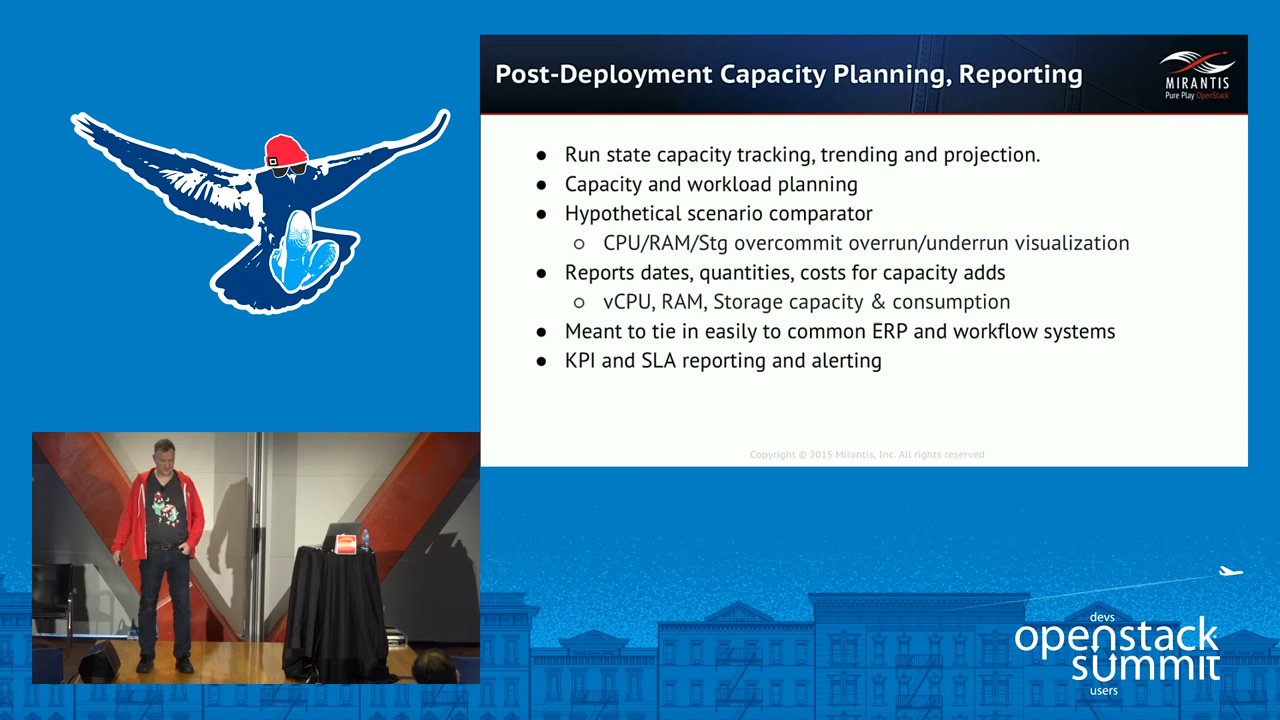 Post-Deployment Capacity Planning, Reporting
MIRANTIS
Pure Play OpenStack
● Run state capacity tracking, trending and projection.
● Capacity and workload planning
● Hypothetical scenario comparator
○ CPU/RAM/Stg overcommit overrun/underrun visualization
● Reports dates, quantities, costs for capacity adds
○ vCPU, RAM, Storage capacity & consumption
● Meant to tie in easily to common ERP and workflow systems
● KPI and SLA reporting and alerting
Copyright © 2015 Mirantis, Inc. All rights reserved
devs
openstack
summit
users